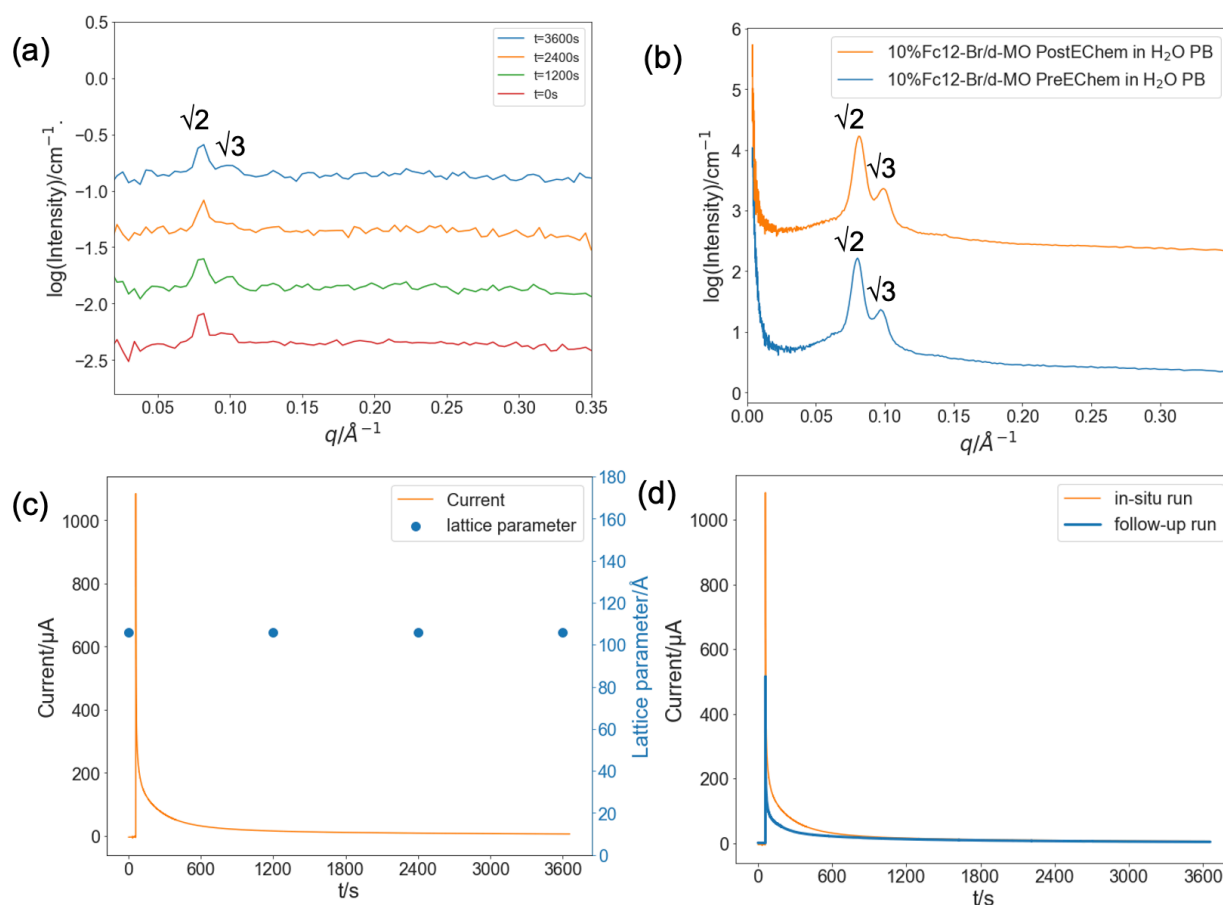 (a)
0.5
0.0
−0.5
−1.0
−1.5
−2.0
−2.5
log(Intensity)/cm⁻¹.
t=3600s
t=2400s
t=1200s
t=0s
√2
√3
0.05 0.10 0.15 0.20 0.25 0.30 0.35
q/Å⁻¹
(b)
6
5
4
3
2
1
0
log(Intensity)/cm⁻¹
10%Fc12-Br/d-MO PostEChem in H₂O PB
10%Fc12-Br/d-MO PreEChem in H₂O PB
√2
√3
√2
√3
0.00 0.05 0.10 0.15 0.20 0.25 0.30
q/Å⁻¹
(c)
1000
800
600
400
200
0
Current/μA
Current
lattice parameter
180
160
140
120
100
80
60
40
20
0
Lattice parameter/Å
0 600 1200 1800 2400 3000 3600
t/s
(d)
1000
800
600
400
200
0
Current/μA
in-situ run
follow-up run
0 600 1200 1800 2400 3000 3600
t/s